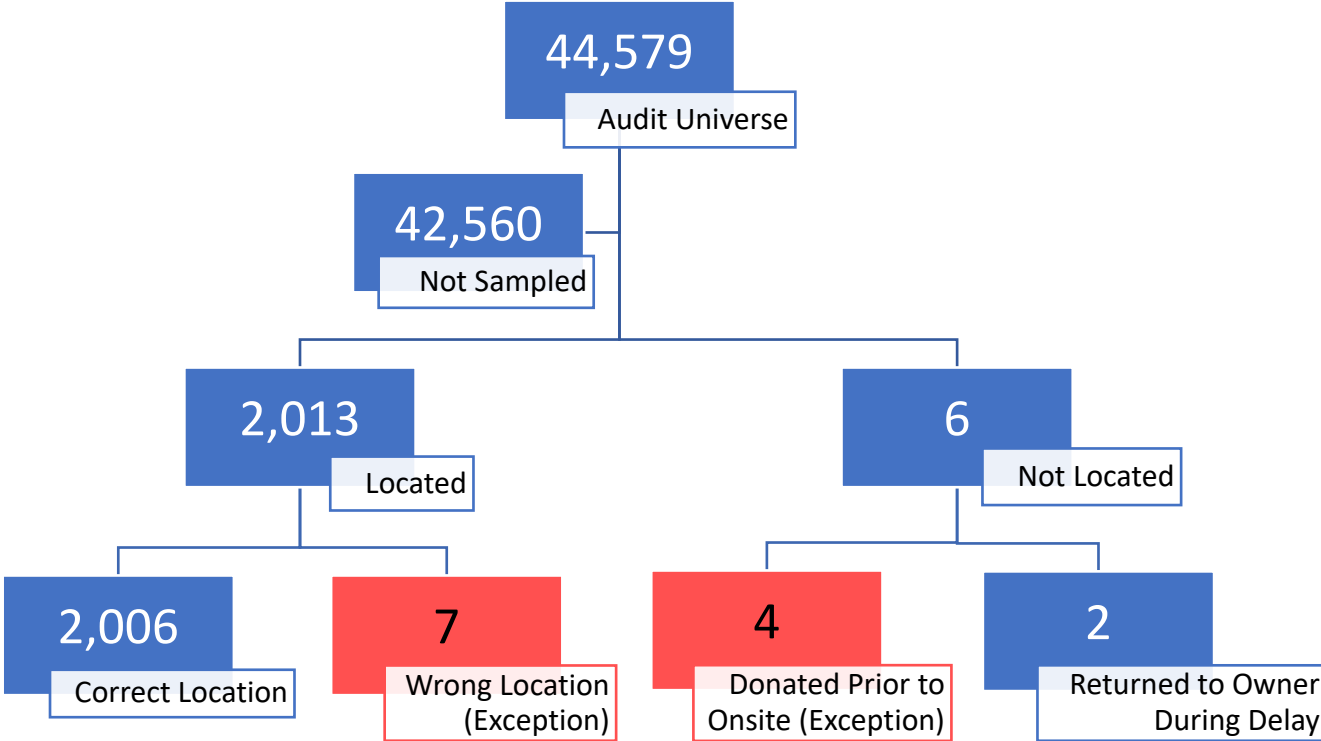 44,579
Audit Universe
42,560
Not Sampled
2,013
Located
6
Not Located
2,006
Correct Location
7
Wrong Location
(Exception)
4
Donated Prior to
Onsite (Exception)
2
Returned to Owner
During Delay